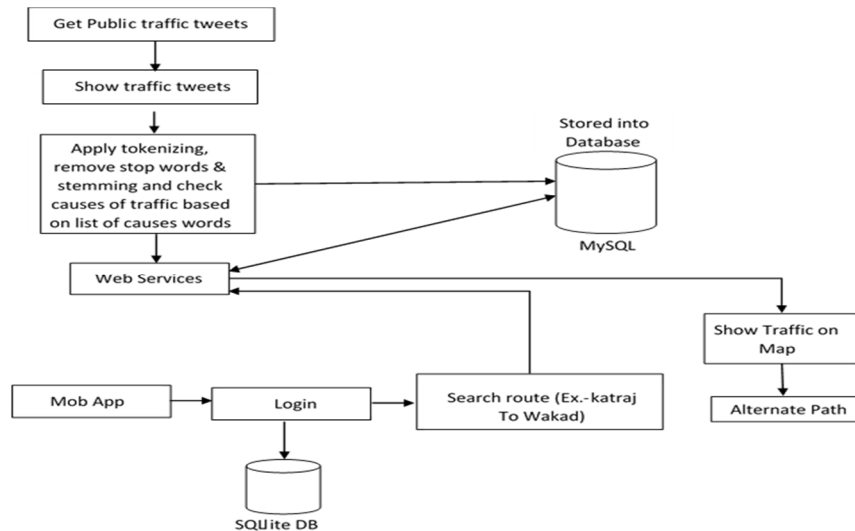 Get Public traffic tweets
Show traffic tweets
Apply tokenizing,
remove stop words &
stemming and check
causes of traffic based
on list of causes words
Stored into
Database
MySQL
Web Services
Show Traffic on
Map
Alternate Path
Mob App
Login
Search route (Ex.-katraj
To Wakad)
SQLlite DB